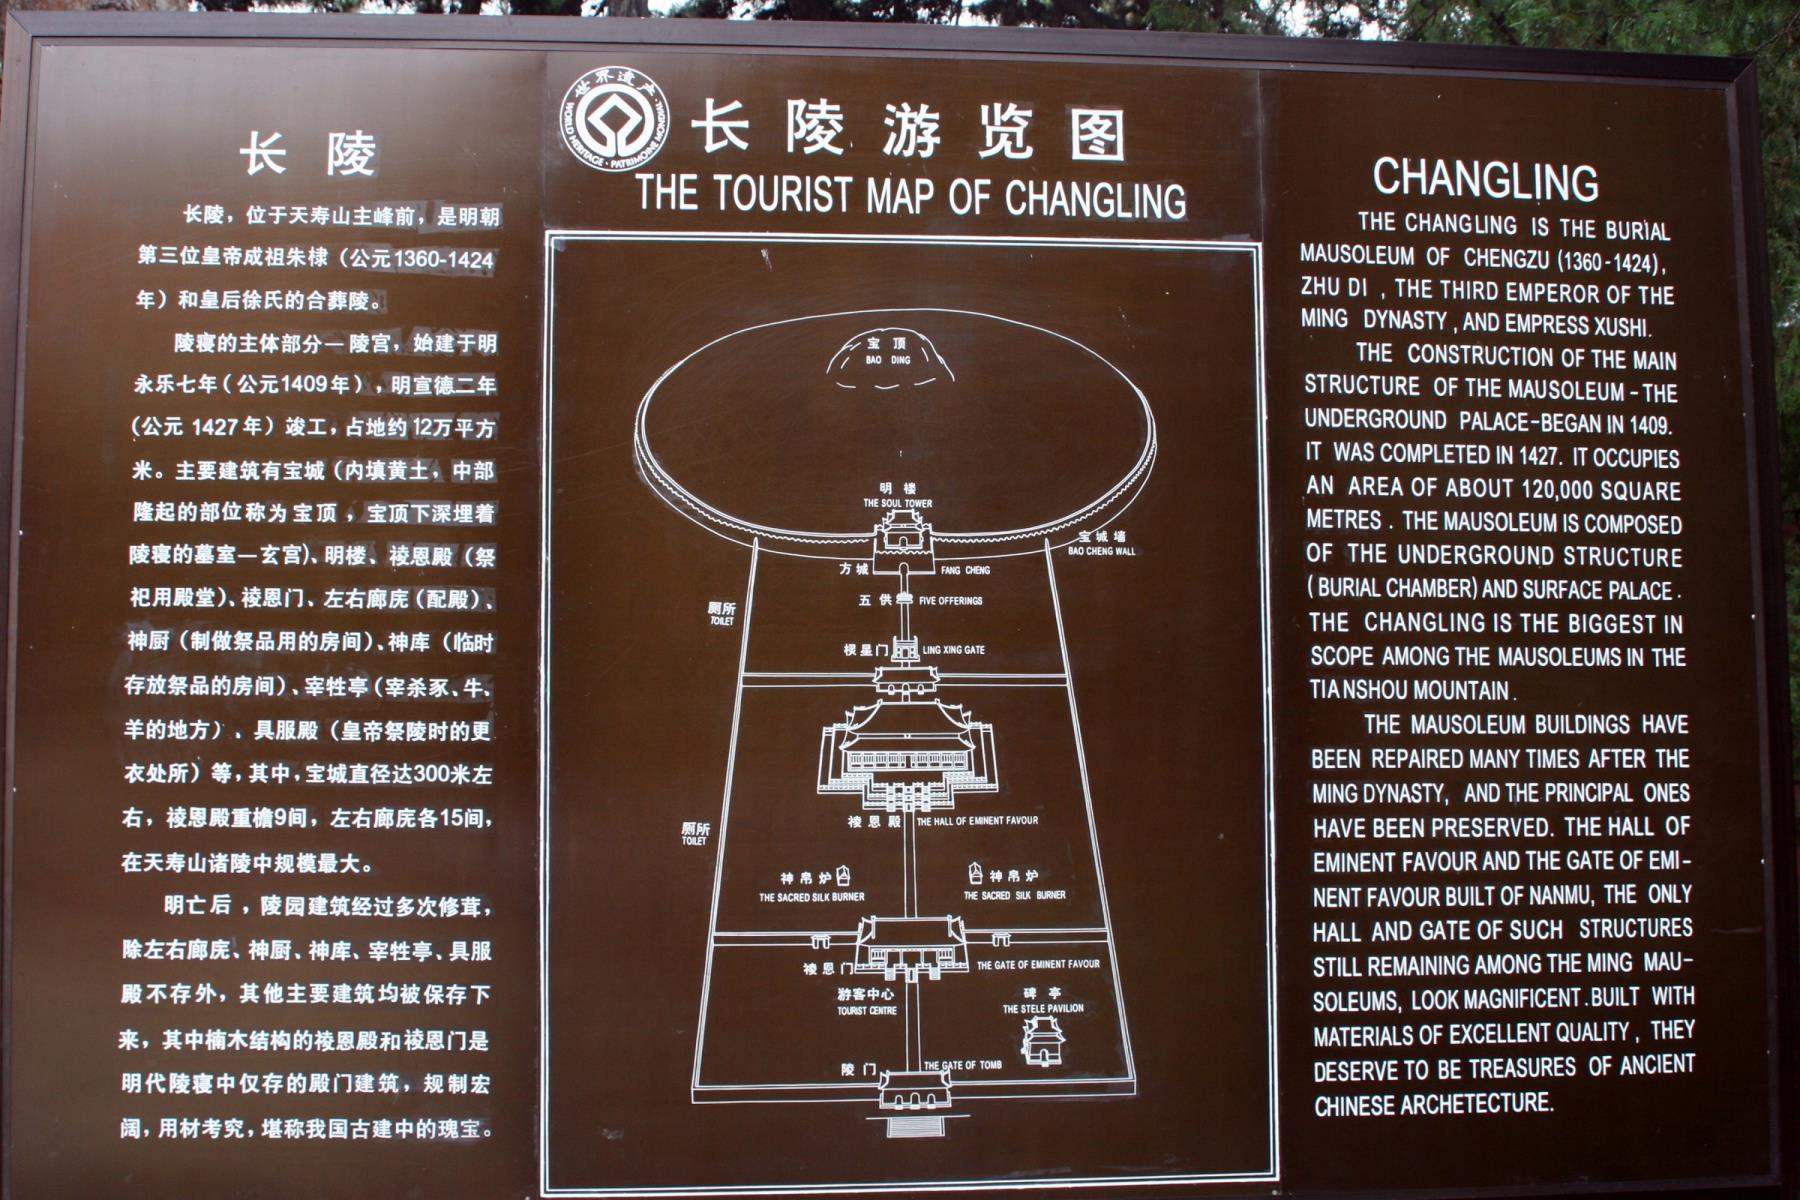 长陵
长陵，位于天寿山主峰前，是明朝
第三位皇帝成祖朱棣（公元1360-1424
年）和皇后徐氏的合葬陵。
陵寝的主体部分—陵宫，始建于明
永乐七年（公元1409年），明宣德二年
（公元1427年）竣工，占地约12万平方
米。主要建筑有宝城（内填黄土，中部
隆起的部位称为宝顶，宝顶下深埋着
陵寝的墓室—玄宫）、明楼、祾恩殿（祭
祀用殿堂）、祾恩门、左右廊庑（配殿）、
神厨（制做祭品用的房间）、神库（临时
存放祭品的房间）、宰牲亭（宰杀豕、牛、
羊的地方）、具服殿（皇帝祭陵时的更
衣处所）等，其中，宝城直径达300米左
右，祾恩殿重檐9间，左右廊庑各15间，
在天寿山诸陵中规模最大。
明亡后，陵园建筑经过多次修葺，
除左右廊庑、神厨、神库、宰牲亭、具服
殿不存外，其他主要建筑均被保存下
来，其中楠木结构的祾恩殿和祾恩门是
明代陵寝中仅存的殿门建筑，规制宏
阔，用材考究，堪称我国古建中的瑰宝。
世界遗产
WORLD HERITAGE · PATRIMOINE MONDIAL
长陵游览图
THE TOURIST MAP OF CHANGLING
宝顶
BAO DING
明楼
THE SOUL TOWER
宝城墙
BAO CHENG WALL
方城 FANG CHENG
五供 FIVE OFFERINGS
厕所
TOILET
棂星门 LING XING GATE
祾恩殿 THE HALL OF EMINENT FAVOUR
厕所
TOILET
神帛炉
THE SACRED SILK BURNER
神帛炉
THE SACRED SILK BURNER
祾恩门 THE GATE OF EMINENT FAVOUR
游客中心
TOURIST CENTRE
碑亭
THE STELE PAVILION
陵门 THE GATE OF TOMB
CHANGLING
THE CHANGLING IS THE BURIAL
MAUSOLEUM OF CHENGZU (1360-1424),
ZHU DI , THE THIRD EMPEROR OF THE
MING DYNASTY , AND EMPRESS XUSHI.
THE CONSTRUCTION OF THE MAIN
STRUCTURE OF THE MAUSOLEUM - THE
UNDERGROUND PALACE-BEGAN IN 1409.
IT WAS COMPLETED IN 1427. IT OCCUPIES
AN AREA OF ABOUT 120,000 SQUARE
METRES . THE MAUSOLEUM IS COMPOSED
OF THE UNDERGROUND STRUCTURE
( BURIAL CHAMBER) AND SURFACE PALACE .
THE CHANGLING IS THE BIGGEST IN
SCOPE AMONG THE MAUSOLEUMS IN THE
TIANSHOU MOUNTAIN .
THE MAUSOLEUM BUILDINGS HAVE
BEEN REPAIRED MANY TIMES AFTER THE
MING DYNASTY, AND THE PRINCIPAL ONES
HAVE BEEN PRESERVED. THE HALL OF
EMINENT FAVOUR AND THE GATE OF EMI-
NENT FAVOUR BUILT OF NANMU, THE ONLY
HALL AND GATE OF SUCH STRUCTURES
STILL REMAINING AMONG THE MING MAU-
SOLEUMS, LOOK MAGNIFICENT.BUILT WITH
MATERIALS OF EXCELLENT QUALITY , THEY
DESERVE TO BE TREASURES OF ANCIENT
CHINESE ARCHETECTURE.